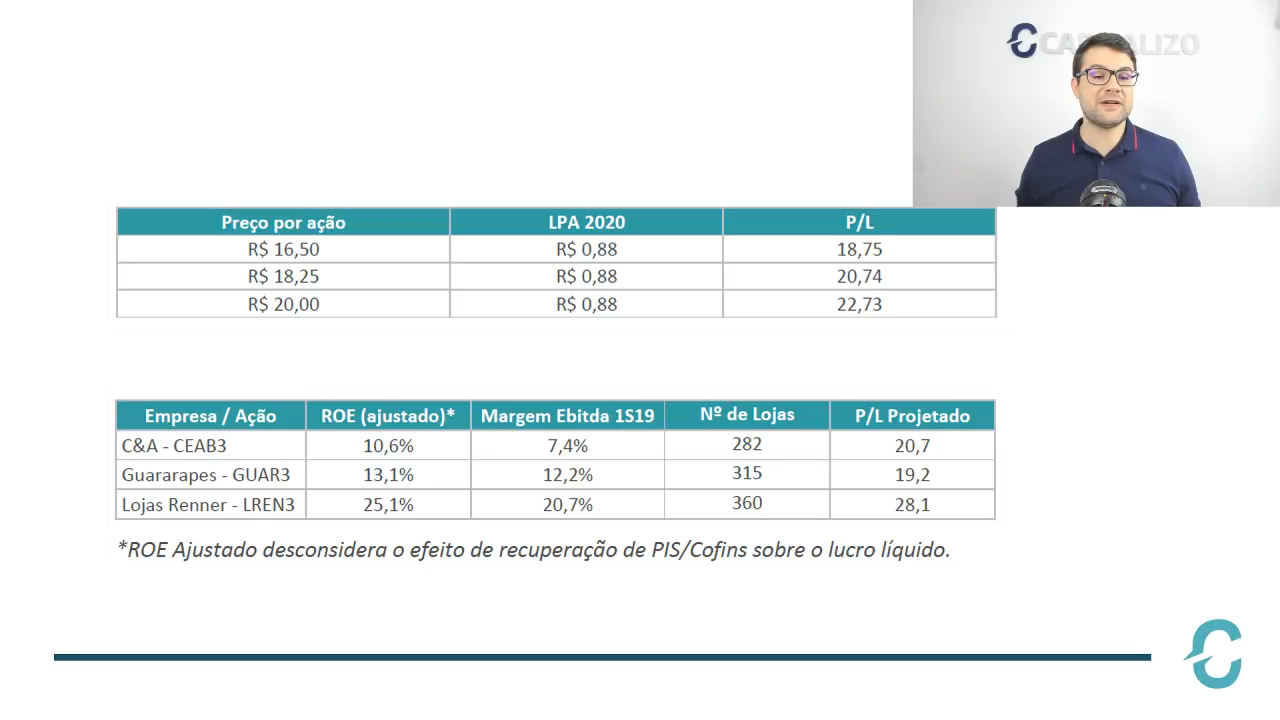 CAPITALIZO
Preço por ação LPA 2020 P/L
R$ 16,50 R$ 0,88 18,75
R$ 18,25 R$ 0,88 20,74
R$ 20,00 R$ 0,88 22,73
Empresa / Ação ROE (ajustado)* Margem Ebitda 1S19 Nº de Lojas P/L Projetado
C&A - CEAB3 10,6% 7,4% 282 20,7
Guararapes - GUAR3 13,1% 12,2% 315 19,2
Lojas Renner - LREN3 25,1% 20,7% 360 28,1
*ROE Ajustado desconsidera o efeito de recuperação de PIS/Cofins sobre o lucro líquido.